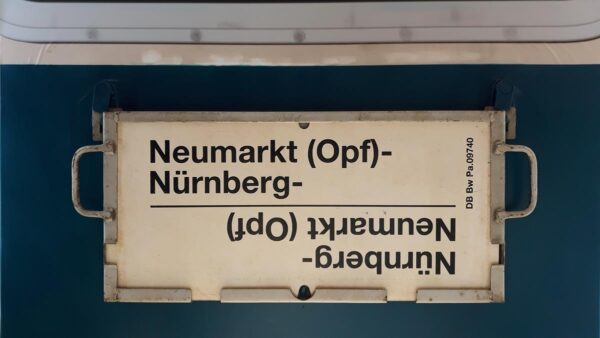 Neumarkt (Opf)-
Nürnberg-
Nürnberg-
Neumarkt (Opf)
DB Bw Pa.09740